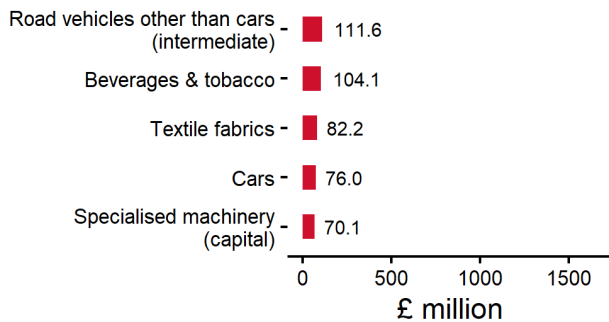 Road vehicles other than cars
(intermediate)
111.6
Beverages & tobacco
104.1
Textile fabrics
82.2
Cars
76.0
Specialised machinery
(capital)
70.1
0 500 1000 1500
£ million